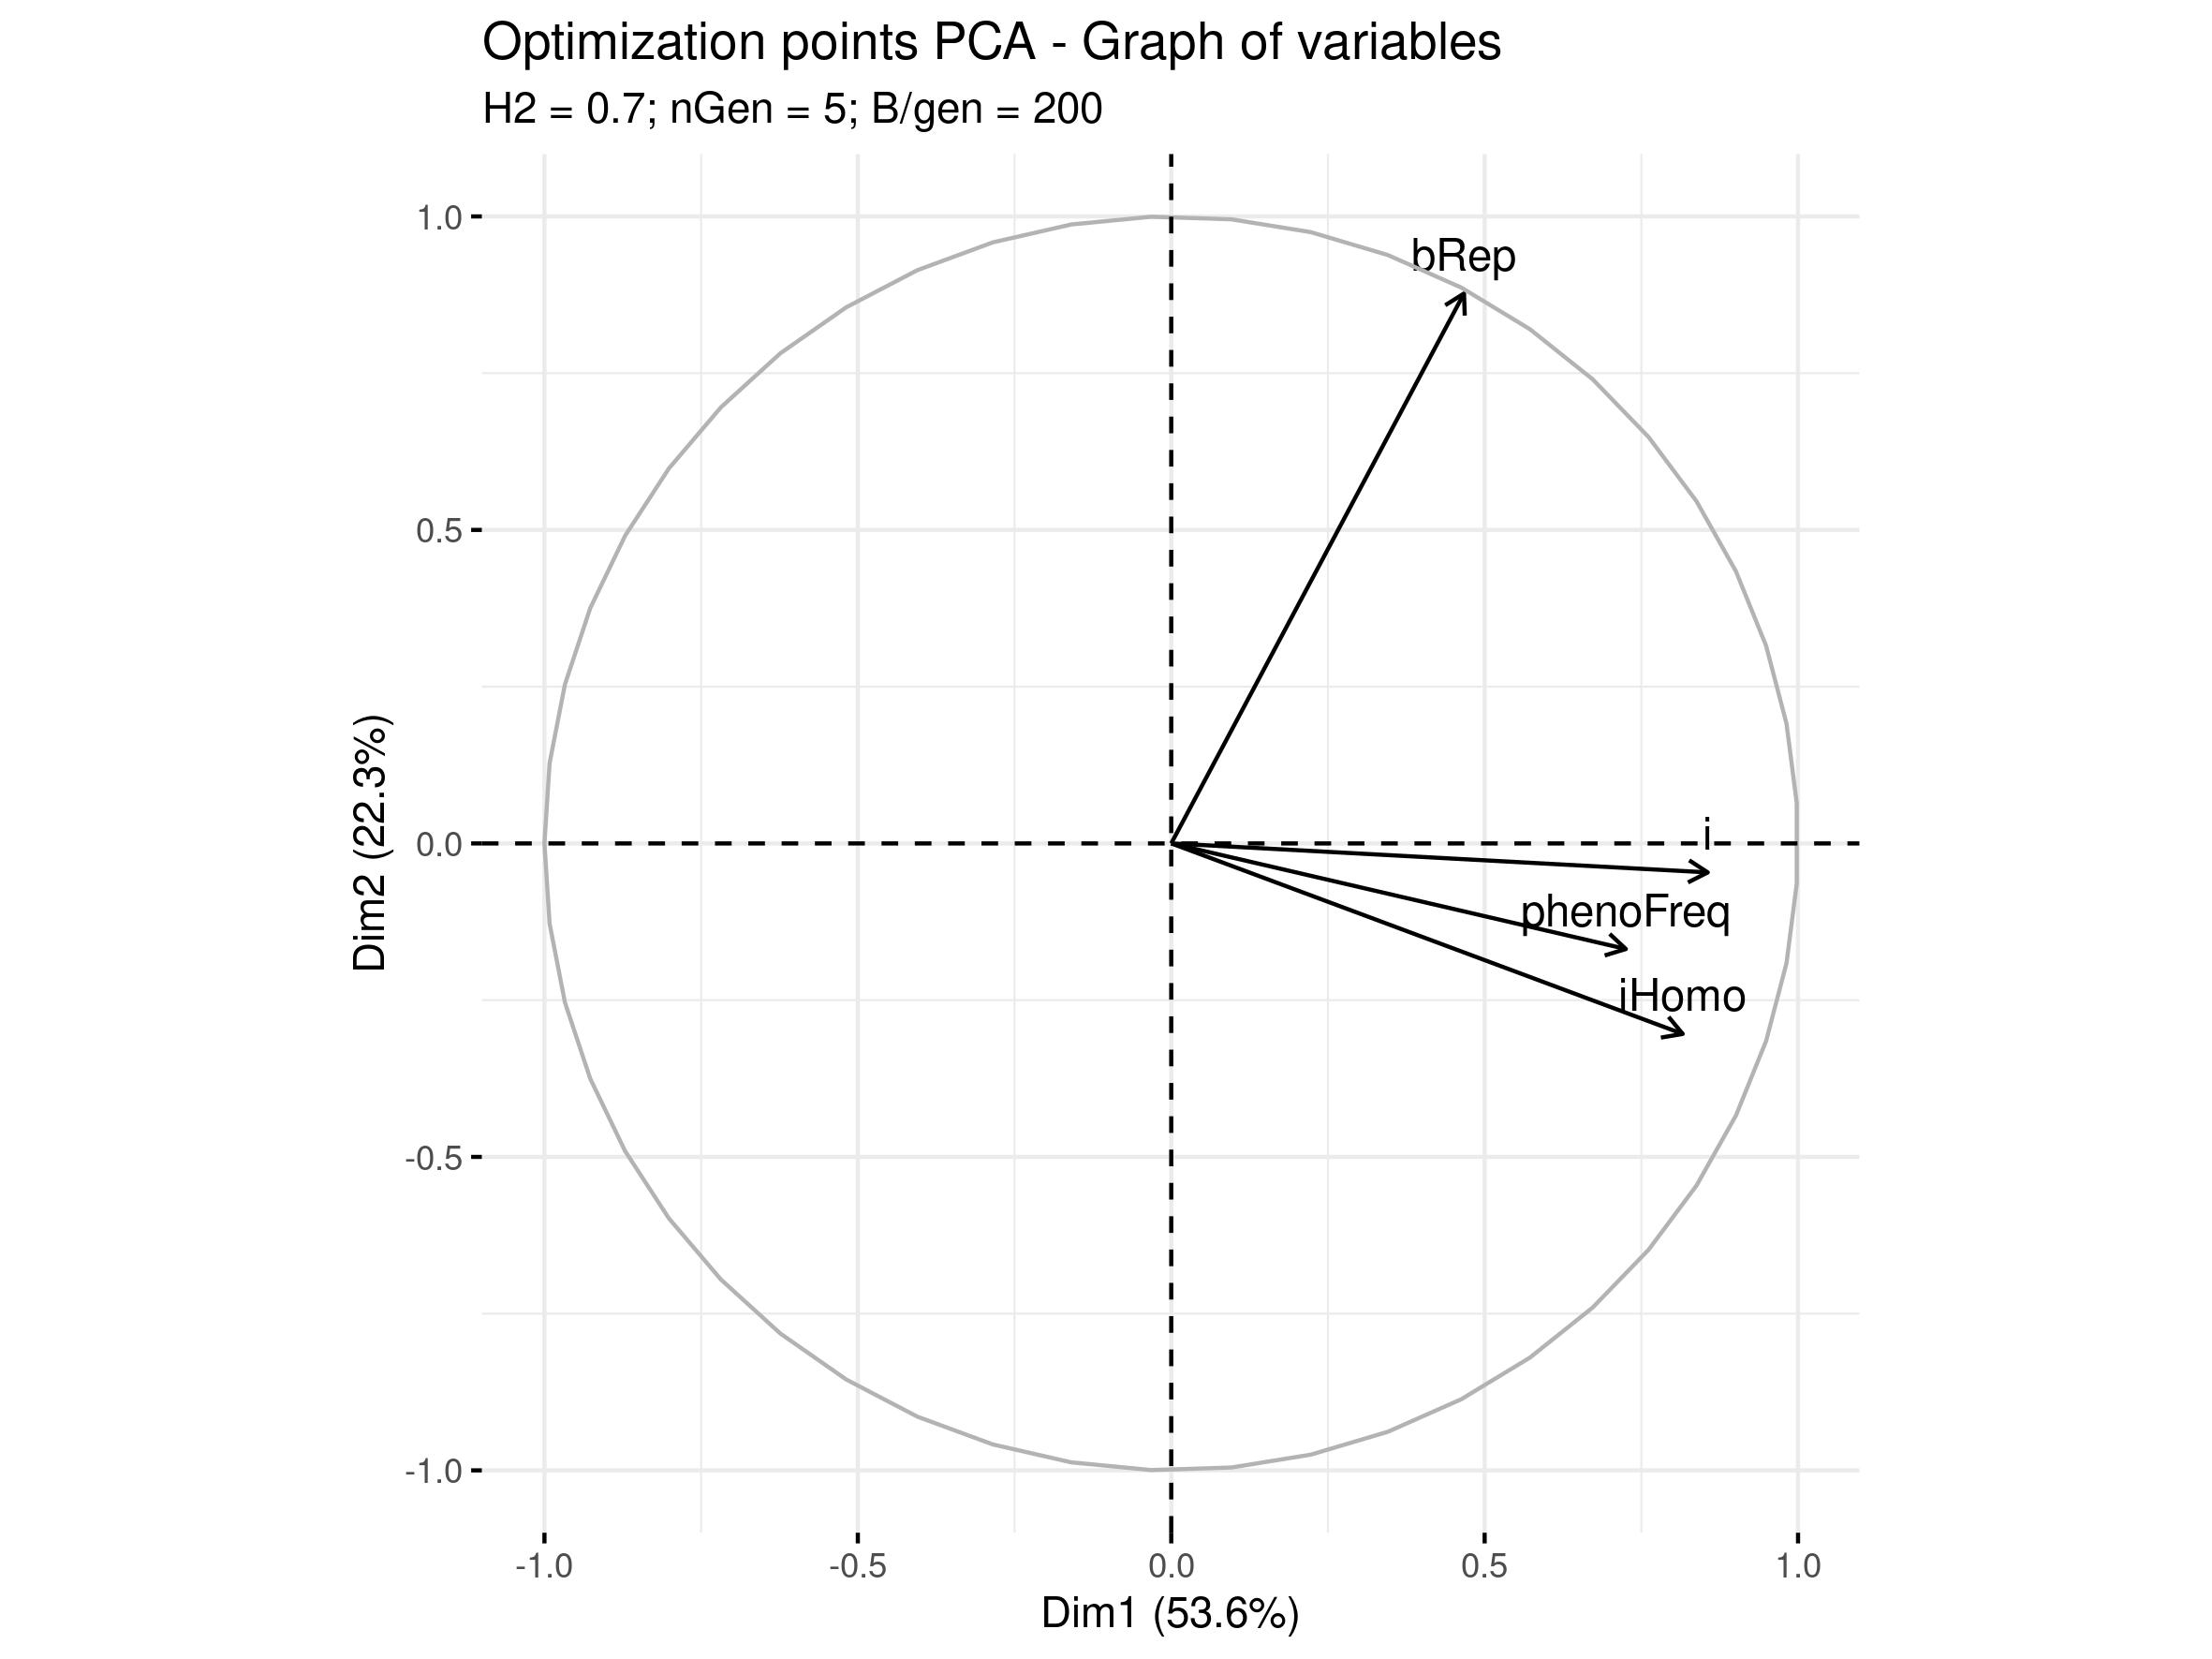 Optimization points PCA - Graph of variables
H2 = 0.7; nGen = 5; B/gen = 200
1.0
0.5
0.0
-0.5
-1.0
Dim2 (22.3%)
bRep
i
phenoFreq
iHomo
-1.0 -0.5 0.0 0.5 1.0
Dim1 (53.6%)